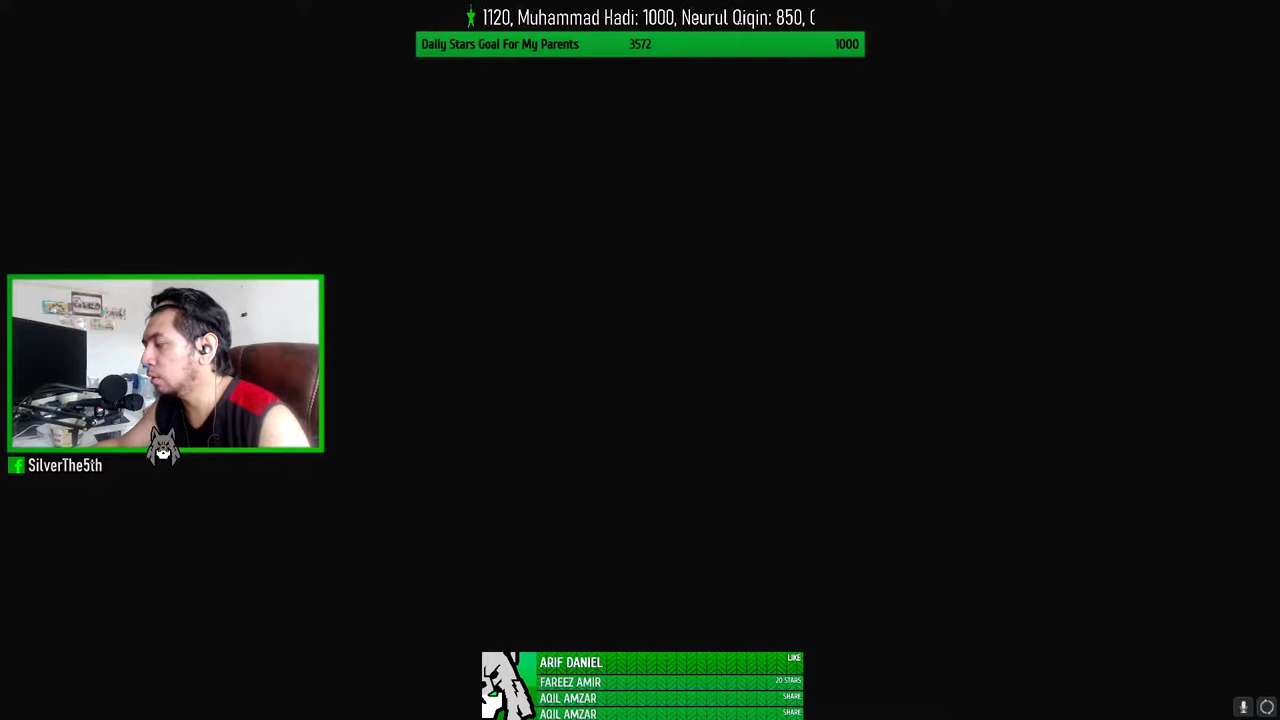 1120, Muhammad Hadi: 1000, Neurul Qiqin: 850,
Daily Stars Goal For My Parents 3572 1000
SilverThe5th
ARIF DANIEL LIKE
FAREEZ AMIR 20 STARS
AQIL AMZAR SHARE
AQIL AMZAR SHARE